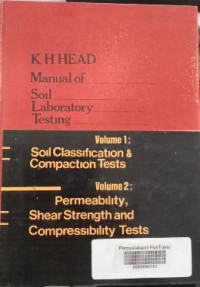 K H HEAD
Manual of
Soil
Laboratory
Testing
Volume 1:
Soil Classification &
Compaction Tests
Volume 2:
Permeability,
Shear Strength and
Compressibility Tests